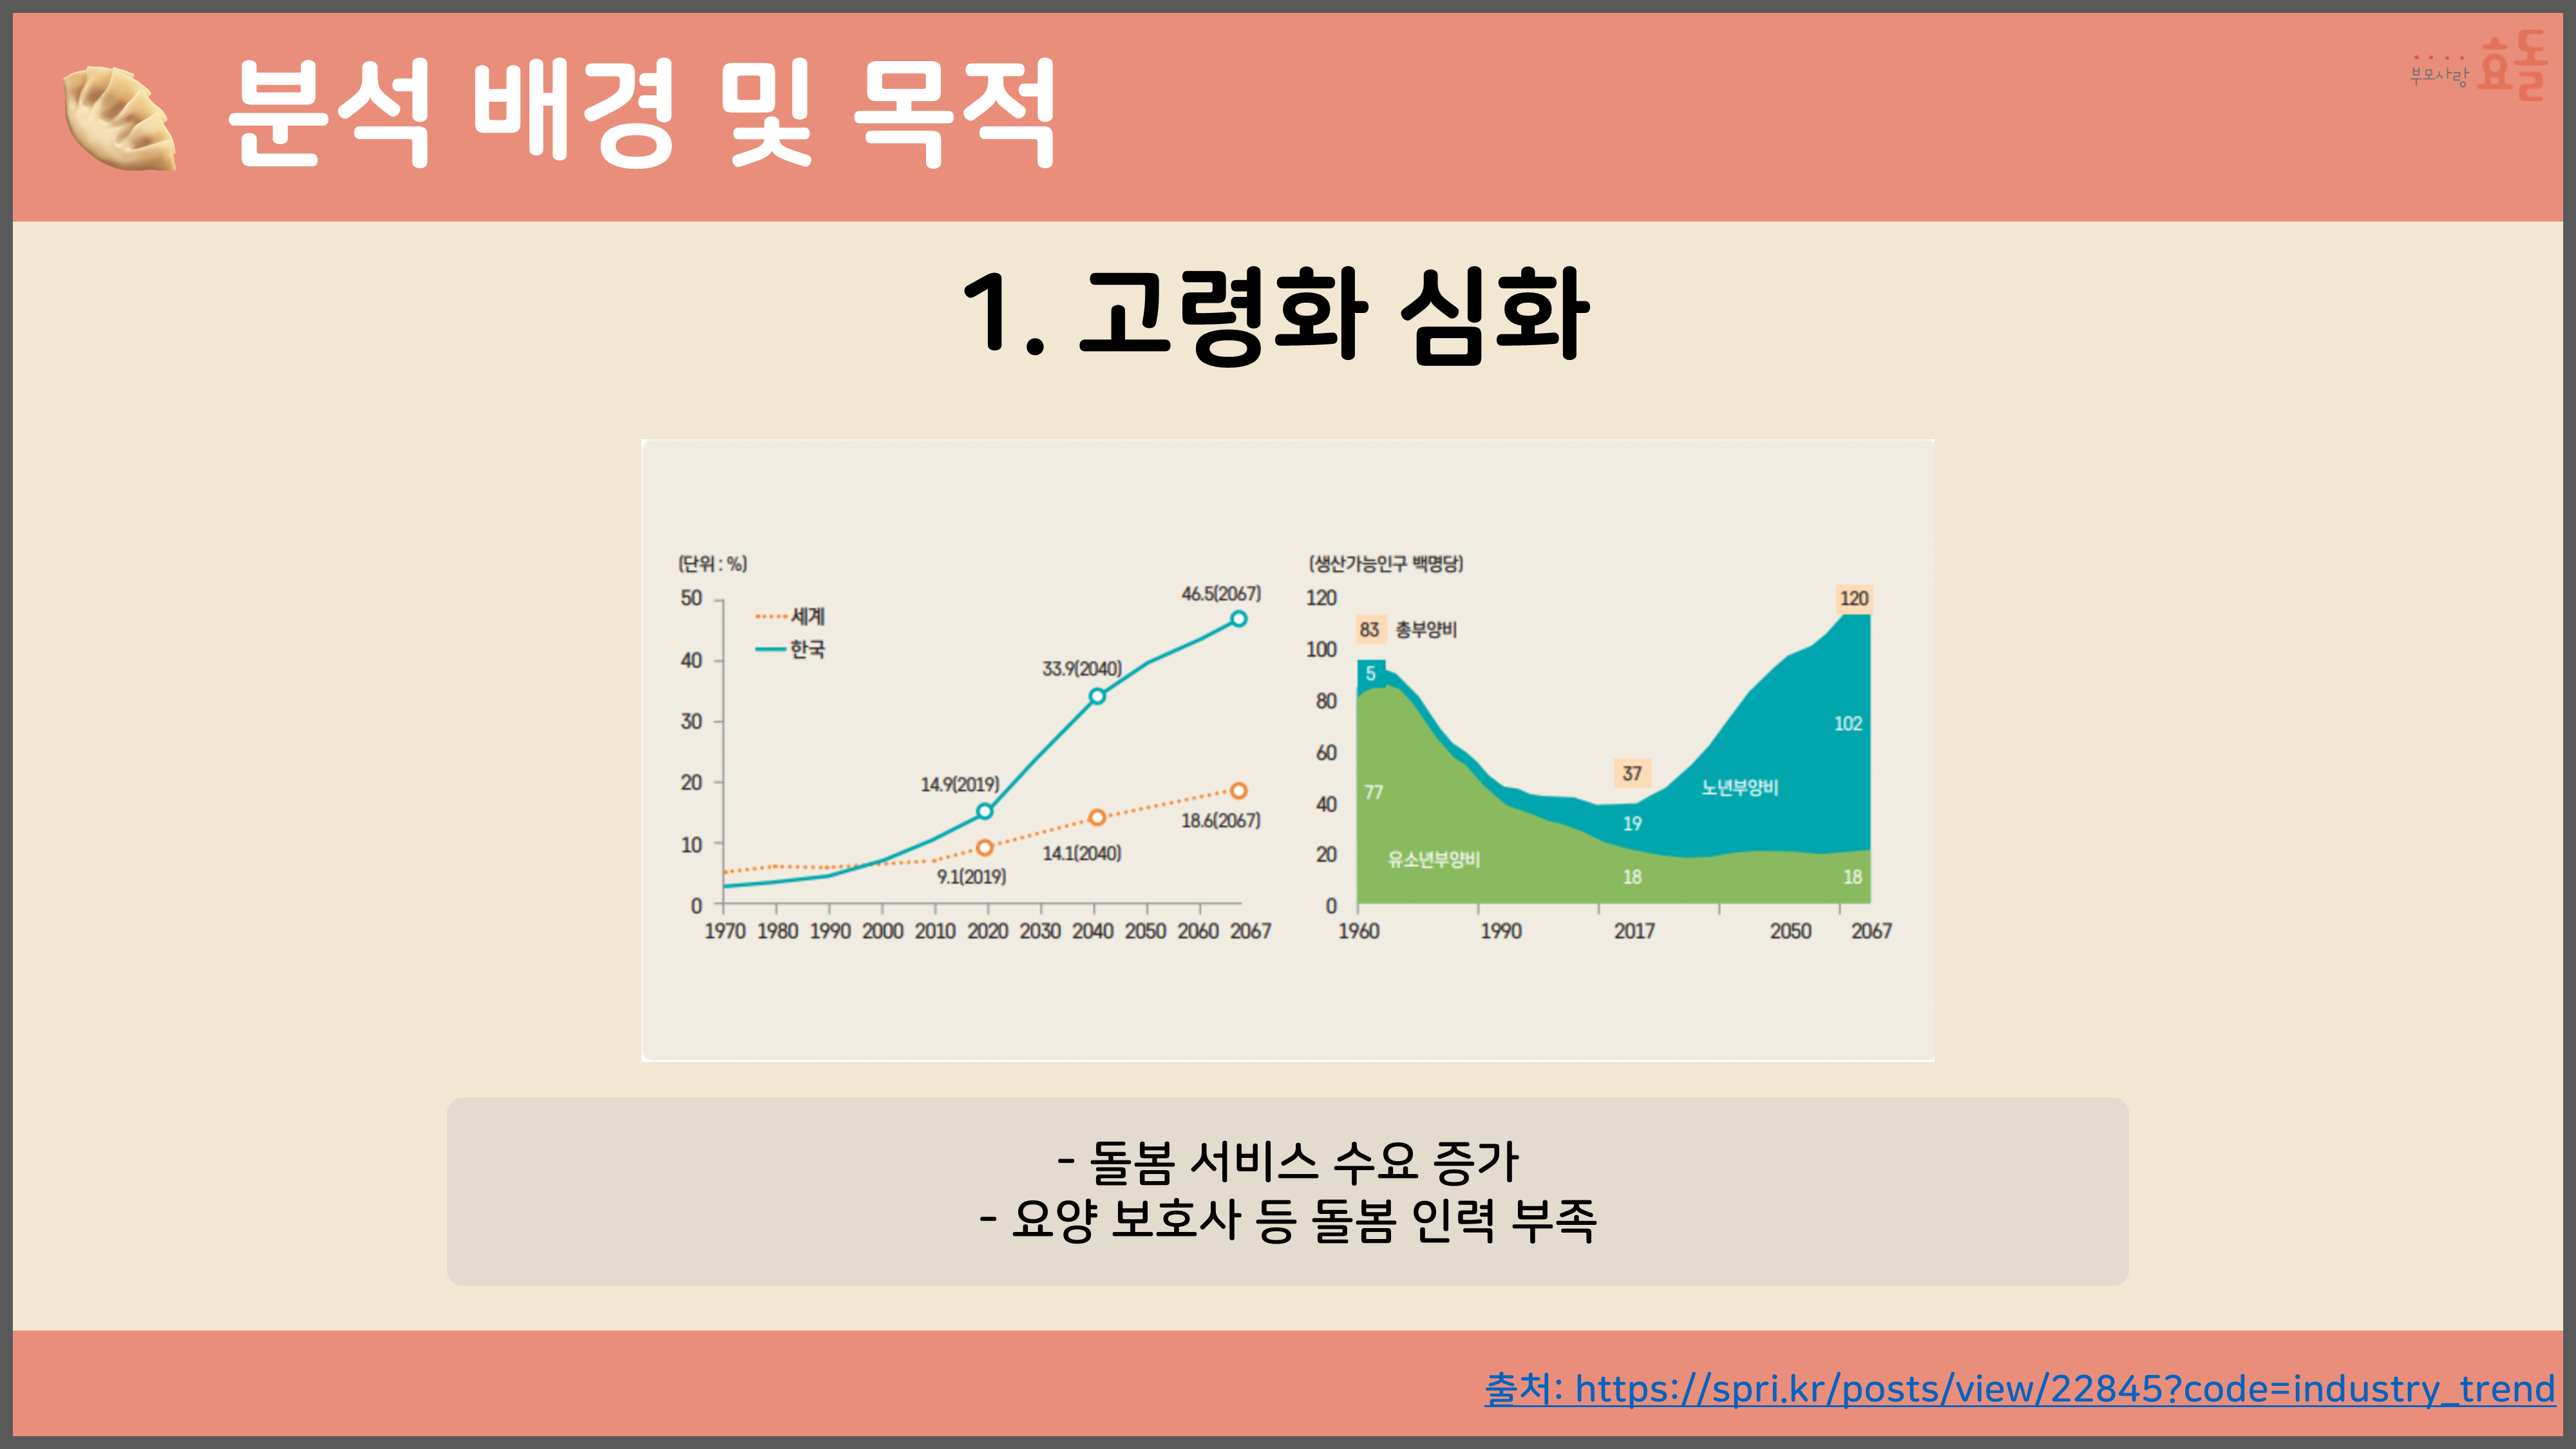 분석 배경 및 목적
부모사랑 효돌
1. 고령화 심화
(단위 : %)
50
40
30
20
10
0
세계
한국
46.5(2067)
33.9(2040)
14.9(2019)
18.6(2067)
14.1(2040)
9.1(2019)
1970 1980 1990 2000 2010 2020 2030 2040 2050 2060 2067
(생산가능인구 백명당)
120
100
80
60
40
20
0
83 총부양비
5
77
유소년부양비
37
19
18
노년부양비
120
102
18
1960 1990 2017 2050 2067
- 돌봄 서비스 수요 증가
- 요양 보호사 등 돌봄 인력 부족
출처: https://spri.kr/posts/view/22845?code=industry_trend